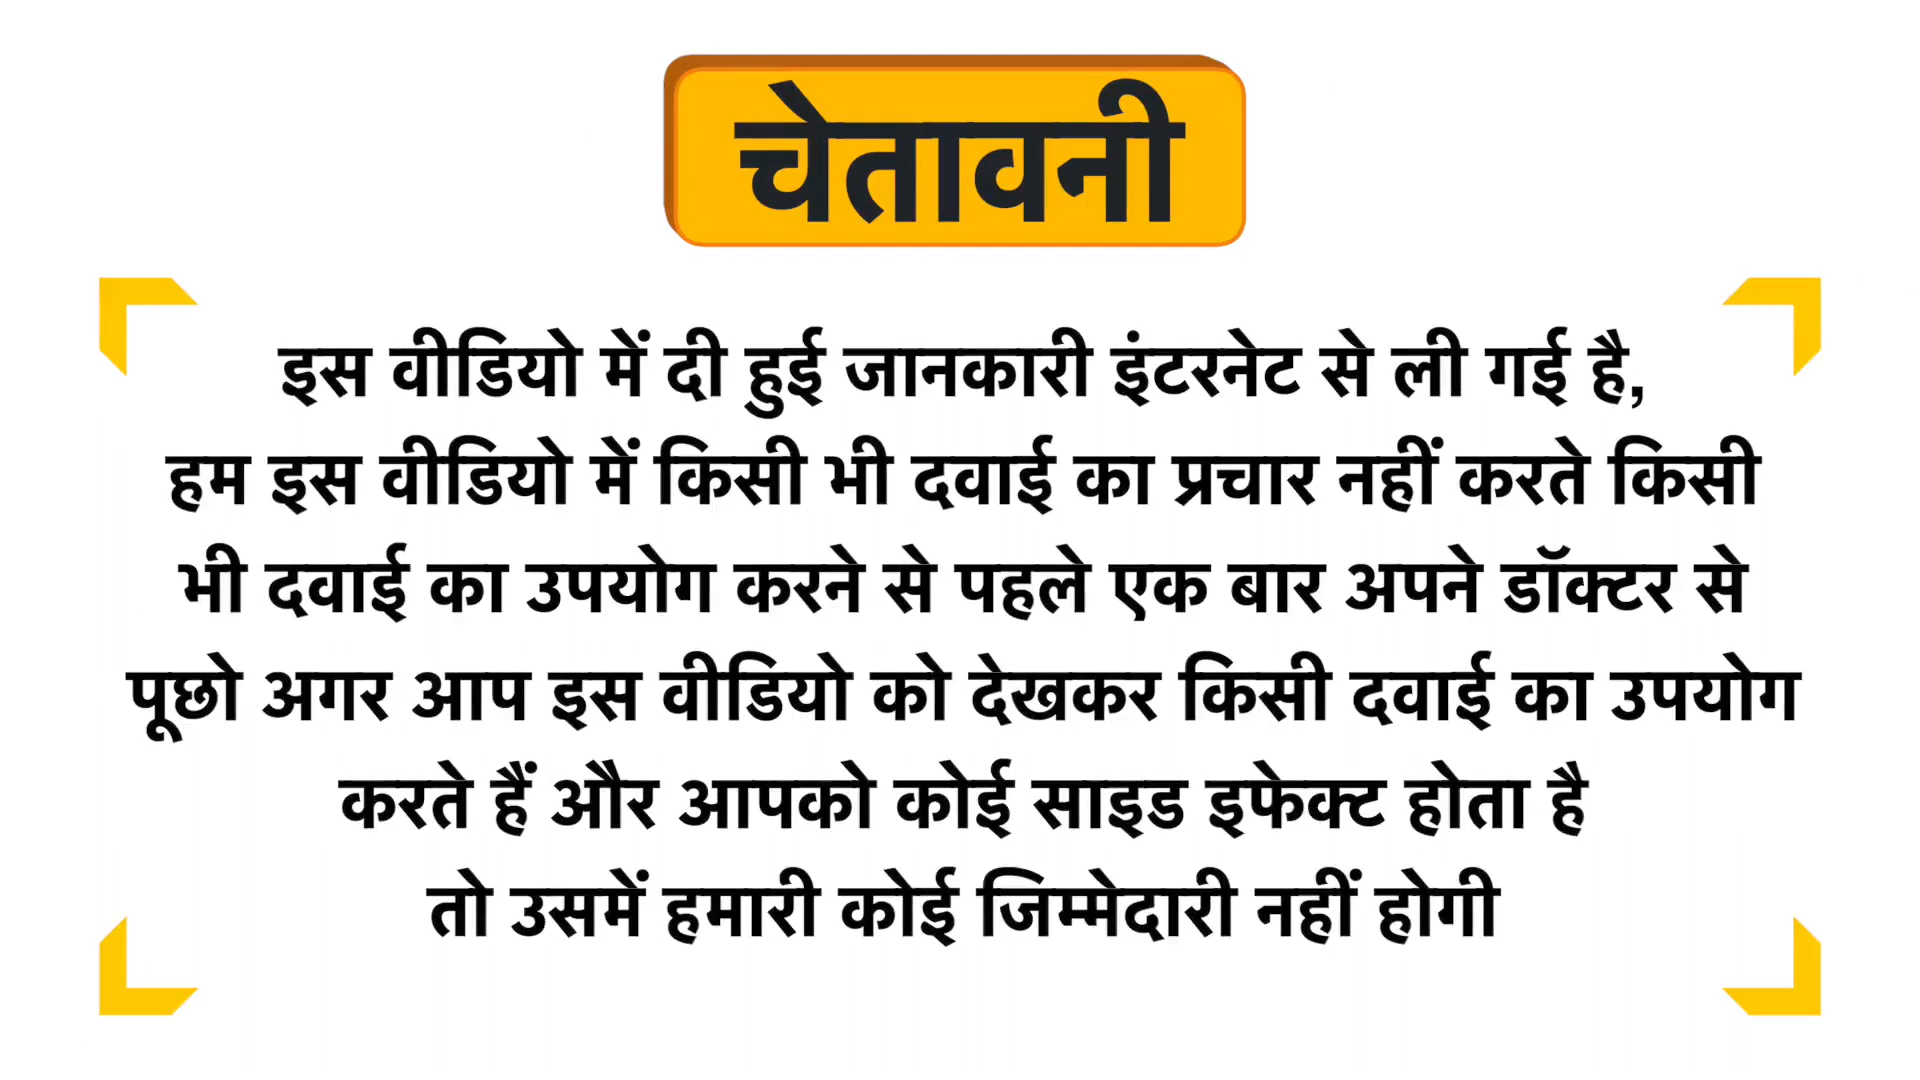 चेतावनी
इस वीडियो में दी हुई जानकारी इंटरनेट से ली गई है,
हम इस वीडियो में किसी भी दवाई का प्रचार नहीं करते किसी
भी दवाई का उपयोग करने से पहले एक बार अपने डॉक्टर से
पूछो अगर आप इस वीडियो को देखकर किसी दवाई का उपयोग
करते हैं और आपको कोई साइड इफेक्ट होता है
तो उसमें हमारी कोई जिम्मेदारी नहीं होगी